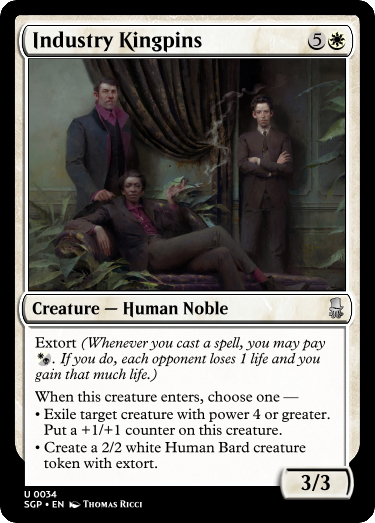 Industry Kingpins 5
Creature — Human Noble
Extort (Whenever you cast a spell, you may pay
. If you do, each opponent loses 1 life and you
gain that much life.)
When this creature enters, choose one —
• Exile target creature with power 4 or greater.
Put a +1/+1 counter on this creature.
• Create a 2/2 white Human Bard creature
token with extort.
3/3
U 0034
SGP • EN Thomas Ricci